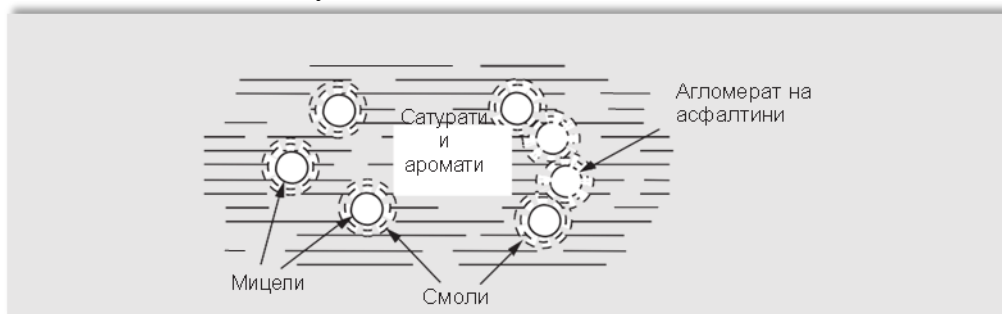 Агломерат на
асфалтини
Сатурати
и
аромати
Мицели
Смоли